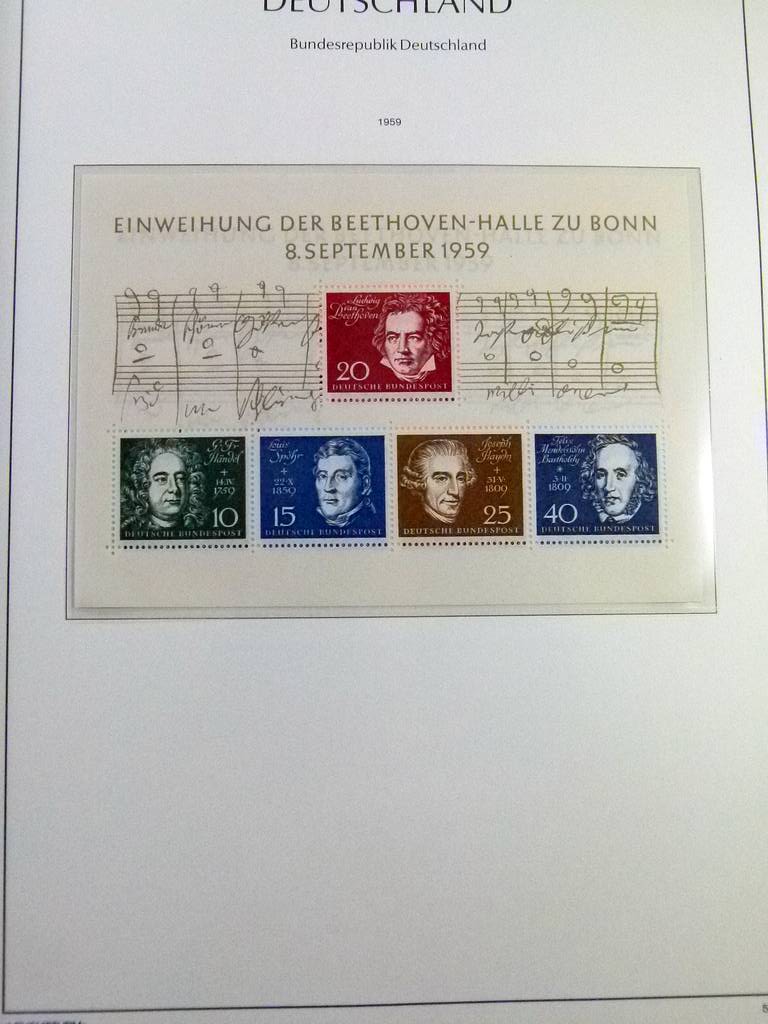 DEUTSCHLAND
Bundesrepublik Deutschland
1959
EINWEIHUNG DER BEETHOVEN-HALLE ZU BONN
8. SEPTEMBER 1959
Ludwig
van
Beethoven
20
DEUTSCHE BUNDESPOST
G. Fr.
Händel
14.IV.
1759
10
DEUTSCHE BUNDESPOST
Louis
Spohr
+
22·X
1859
15
DEUTSCHE BUNDESPOST
Joseph
Haydn
+
31·V·
1809
25
DEUTSCHE BUNDESPOST
Felix
Mendelssohn
Bartholdy
*
3·II·
1809
40
DEUTSCHE BUNDESPOST